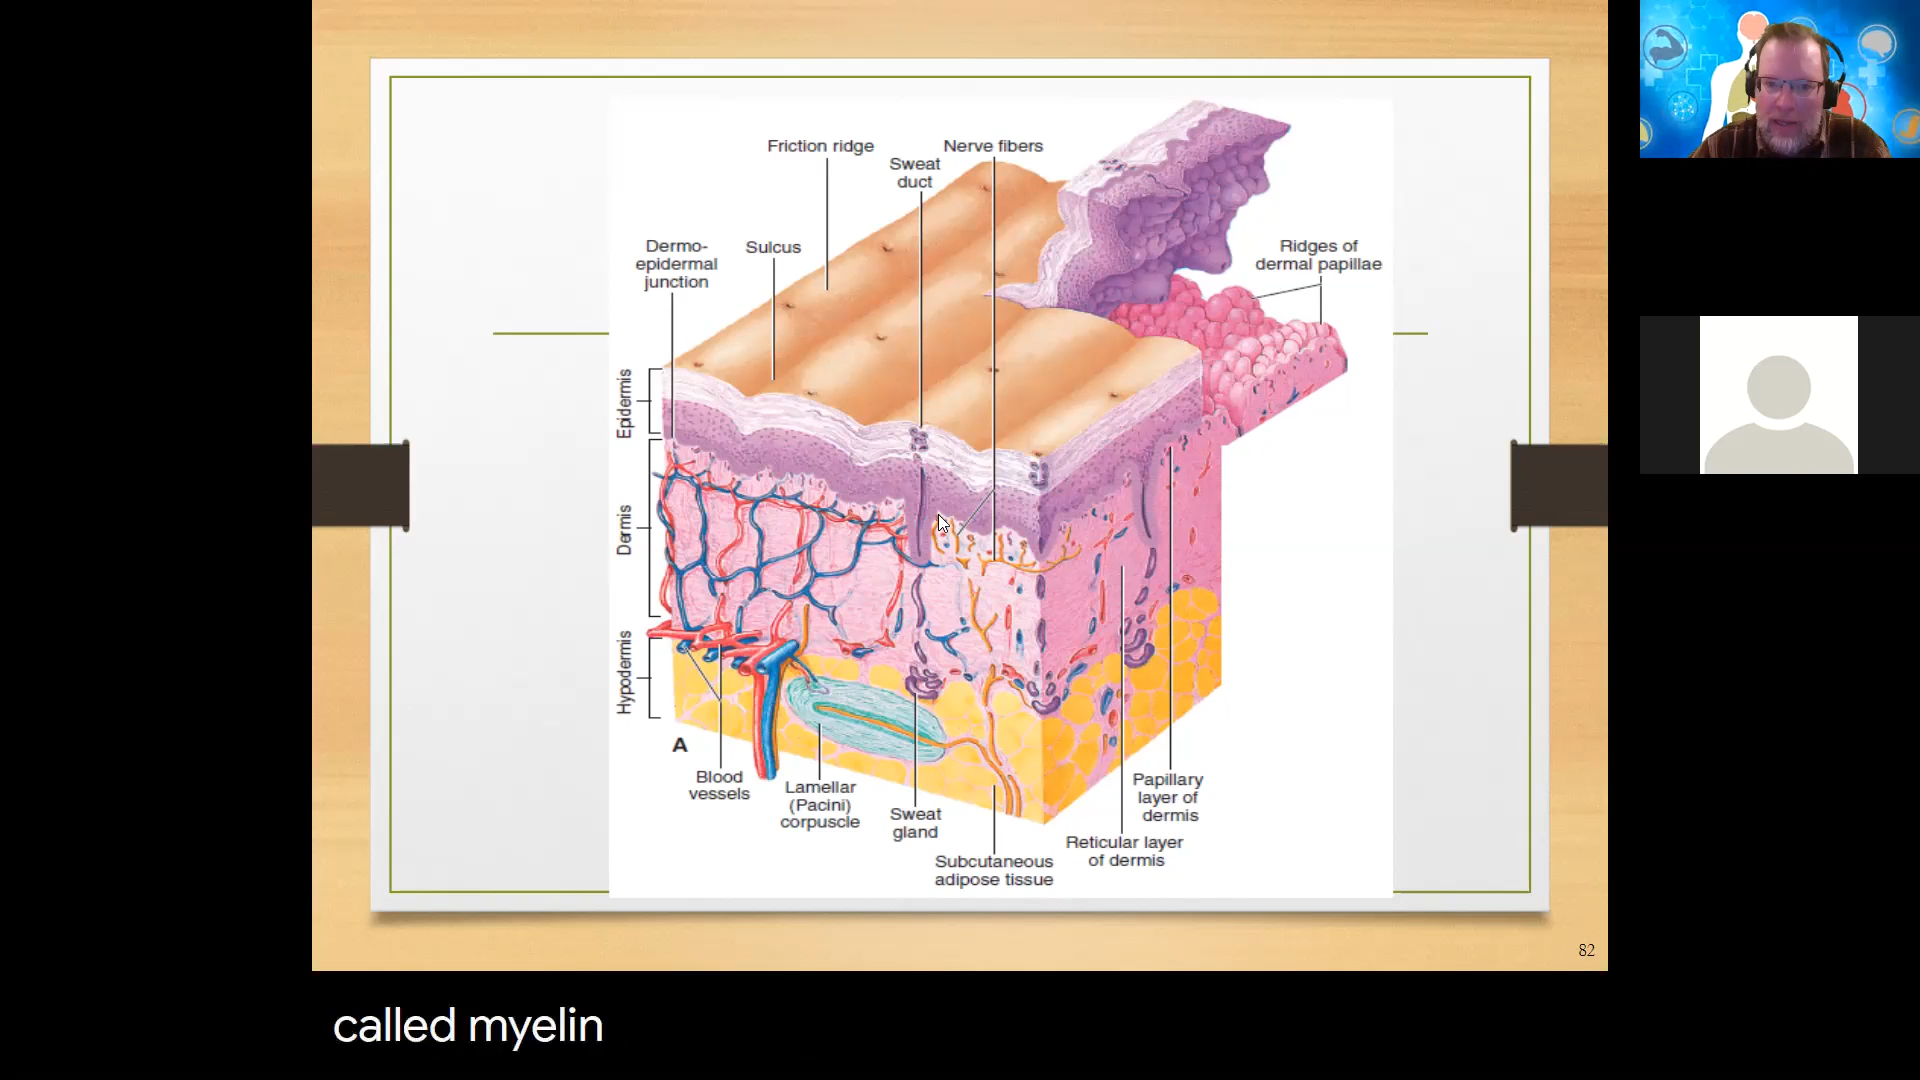 Friction ridge
Nerve fibers
Sweat
duct
Dermo-
epidermal
junction
Sulcus
Ridges of
dermal papillae
Epidermis
Dermis
Hypodermis
A
Blood
vessels
Lamellar
(Pacini)
corpuscle
Sweat
gland
Subcutaneous
adipose tissue
Reticular layer
of dermis
Papillary
layer of
dermis
82
called myelin